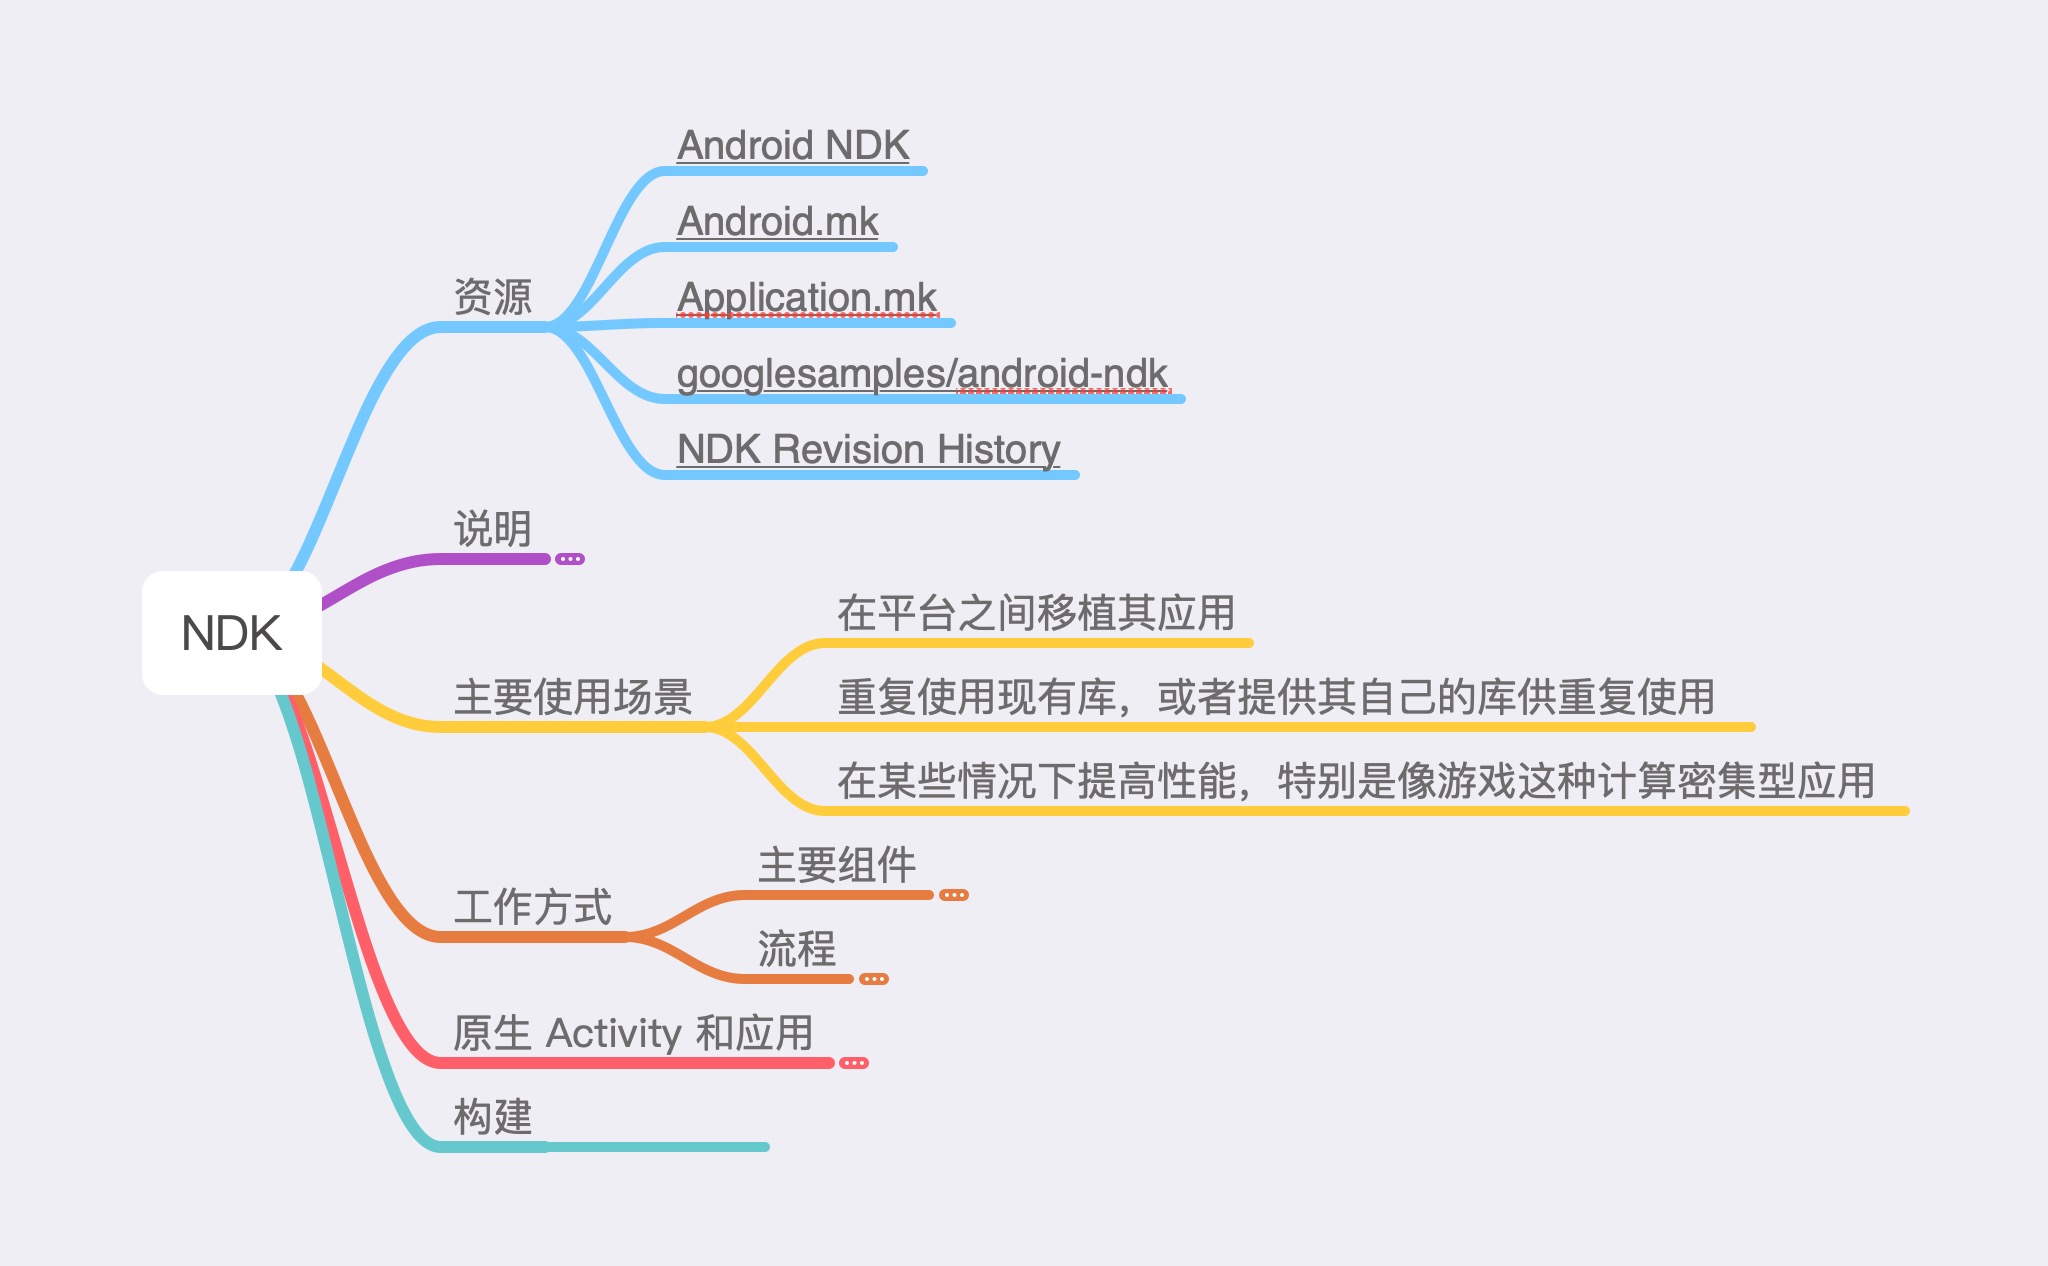 Android NDK
Android.mk
资源
Application.mk
googlesamples/android-ndk
NDK Revision History
说明
NDK
在平台之间移植其应用
主要使用场景
重复使用现有库，或者提供其自己的库供重复使用
在某些情况下提高性能，特别是像游戏这种计算密集型应用
工作方式
主要组件
流程
原生 Activity 和应用
构建